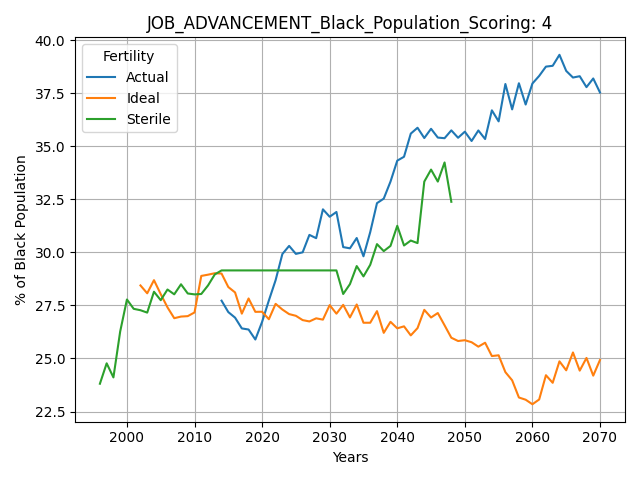 JOB_ADVANCEMENT_Black_Population_Scoring: 4
% of Black Population
40.0
37.5
35.0
32.5
30.0
27.5
25.0
22.5
Fertility
Actual
Ideal
Sterile
2000 2010 2020 2030 2040 2050 2060 2070
Years